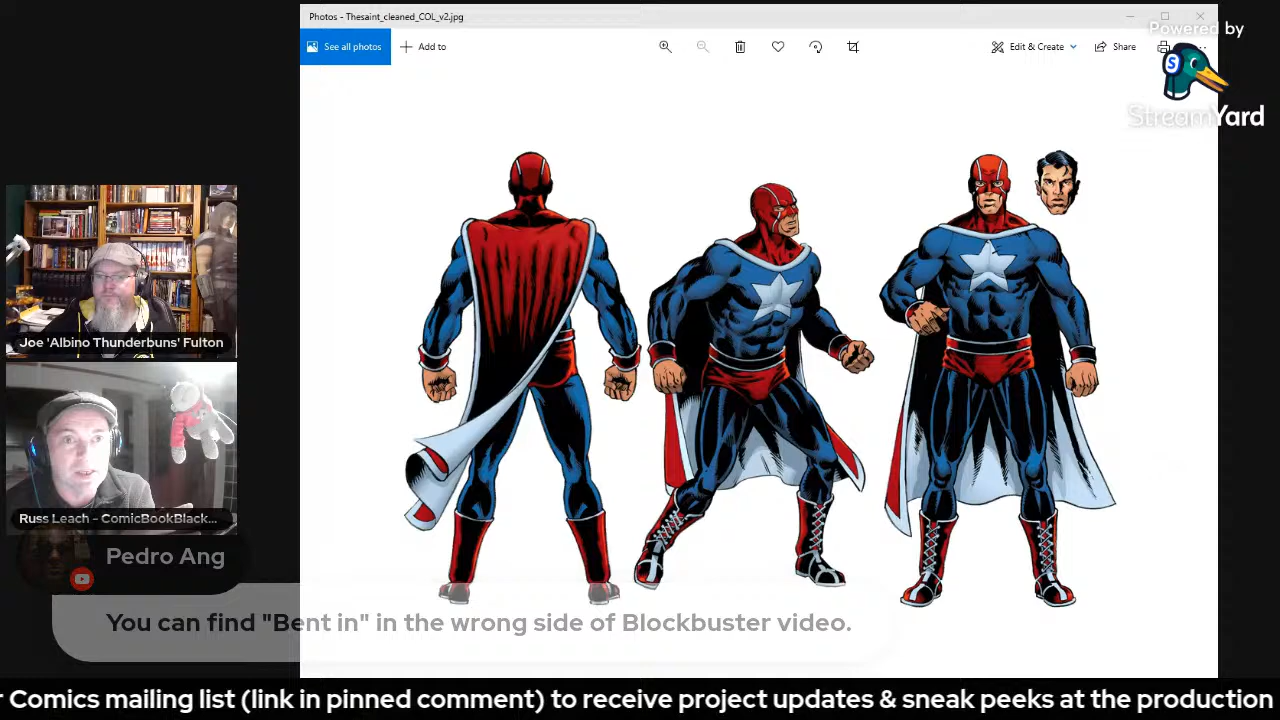 Photos - Thesaint_cleaned_COL_v2.jpg
See all photos
Add to
Edit & Create
Share
Powered by
StreamYard
Joe 'Albino Thunderbuns' Fulton
Russ Leach - ComicBookBlack...
Pedro Ang
You can find "Bent in" in the wrong side of Blockbuster video.
r Comics mailing list (link in pinned comment) to receive project updates & sneak peeks at the production